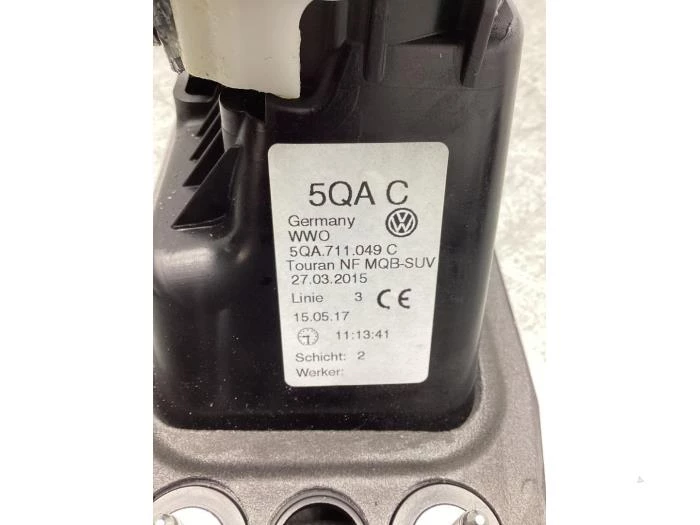 5QA C
Germany
WWO
5QA.711.049 C
Touran NF MQB-SUV
27.03.2015
Linie 3 CE
15.05.17
11:13:41
Schicht: 2
Werker: